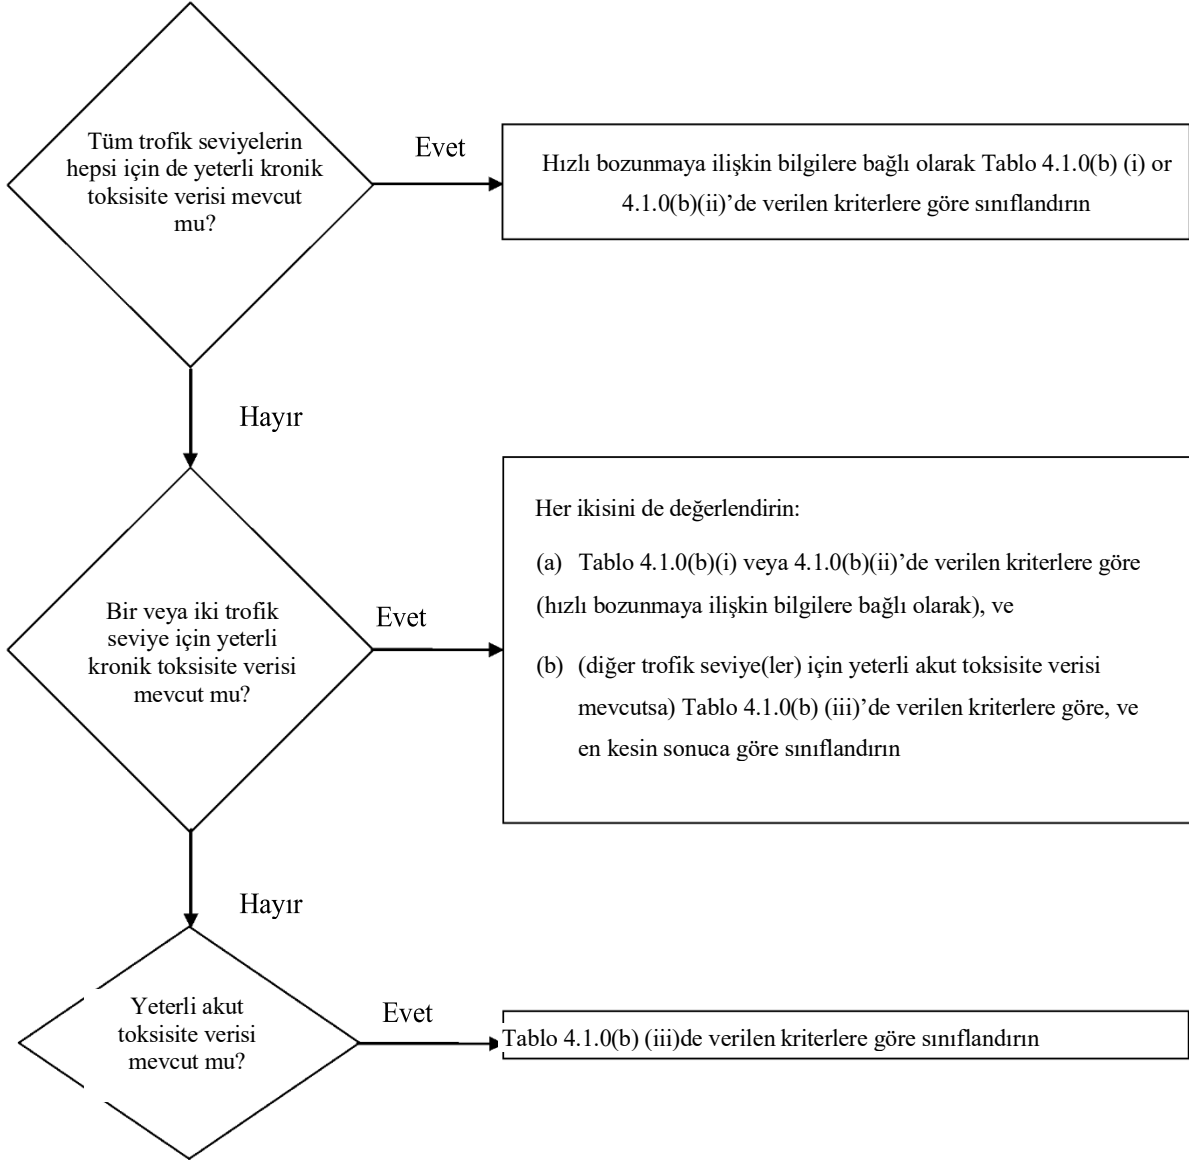 Tüm trofik seviyelerin
hepsi için de yeterli kronik
toksisite verisi mevcut
mu?
Evet
Hızlı bozunmaya ilişkin bilgilere bağlı olarak Tablo 4.1.0(b) (i) or
4.1.0(b)(ii)’de verilen kriterlere göre sınıflandırın
Hayır
Bir veya iki trofik
seviye için yeterli
kronik toksisite verisi
mevcut mu?
Evet
Her ikisini de değerlendirin:
(a) Tablo 4.1.0(b)(i) veya 4.1.0(b)(ii)’de verilen kriterlere göre
(hızlı bozunmaya ilişkin bilgilere bağlı olarak), ve
(b) (diğer trofik seviye(ler) için yeterli akut toksisite verisi
mevcutsa) Tablo 4.1.0(b) (iii)’de verilen kriterlere göre, ve
en kesin sonuca göre sınıflandırın
Hayır
Yeterli akut
toksisite verisi
mevcut mu?
Evet
Tablo 4.1.0(b) (iii)de verilen kriterlere göre sınıflandırın